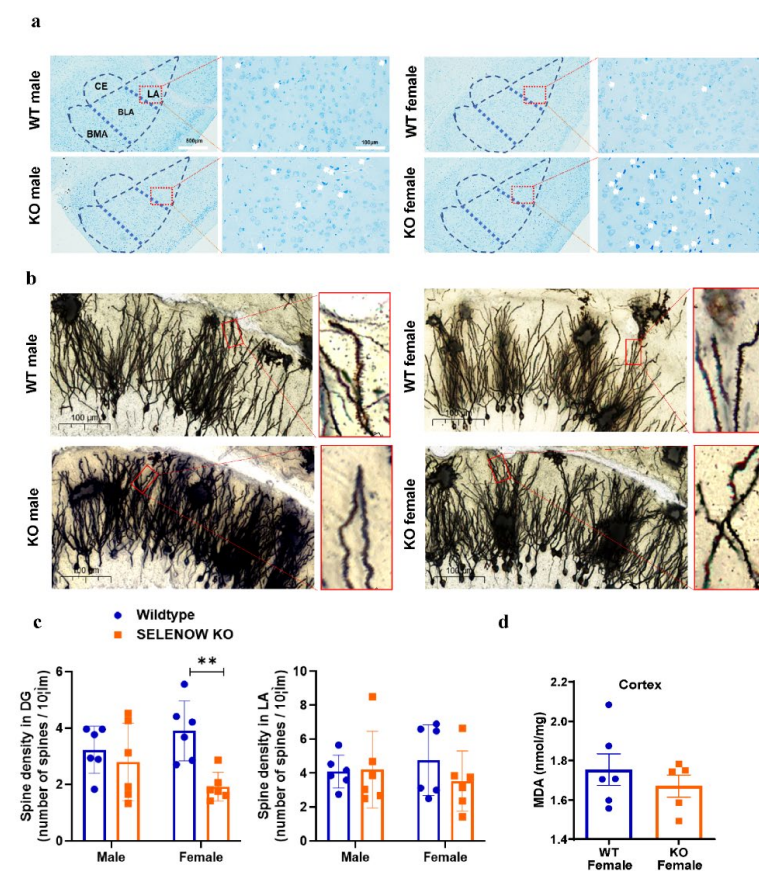 a
WT male
CE
LA
BLA
BMA
500μm
100μm
WT female
KO male
KO female
b
WT male
100 μm
WT female
100 μm
KO male
100 μm
KO female
100 μm
c
Wildtype
SELENOW KO
Spine density in DG
(number of spines / 10¦Ìm)
6
4
2
0
**
Male
Female
Spine density in LA
(number of spines / 10¦Ìm)
10
8
6
4
2
0
Male
Female
d
Cortex
MDA (nmol/mg)
2.2
2.0
1.8
1.6
1.4
WT
Female
KO
Female